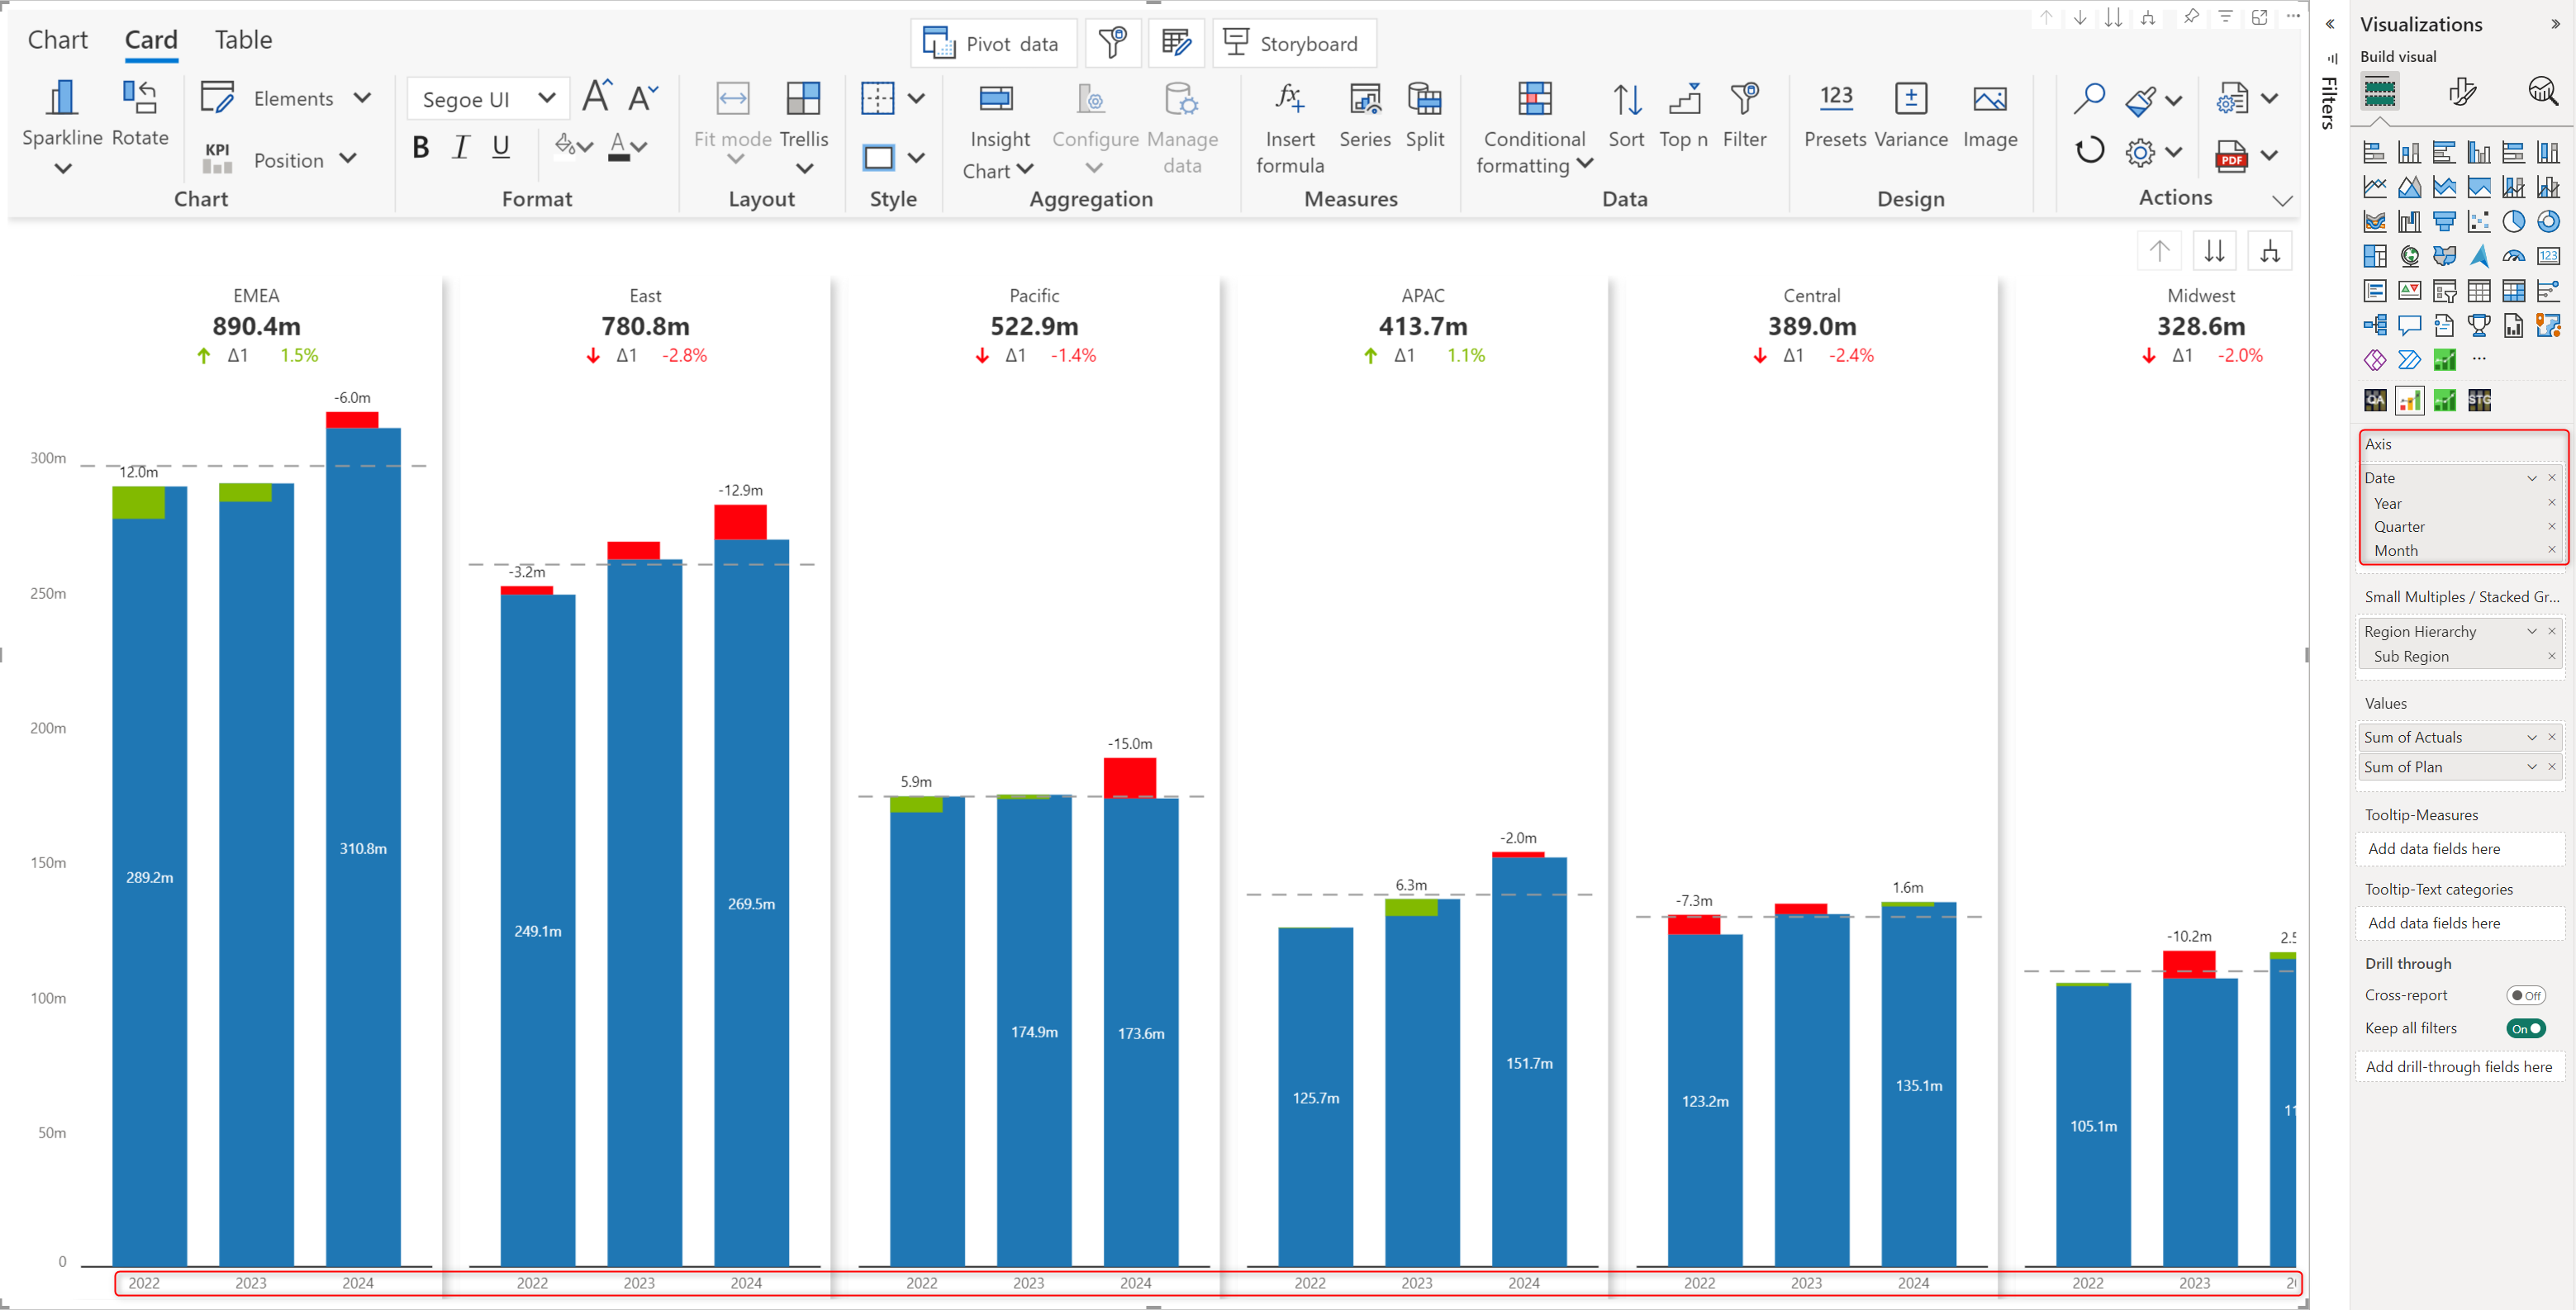 Chart Card Table
Pivot data Storyboard
Sparkline Rotate
Elements
KPI Position
Chart
Segoe UI A A
B I U A
Format
Fit mode Trellis
Layout
Style
Insight Chart
Configure Manage data
Aggregation
fx Insert formula
Series Split
Measures
Conditional formatting
Sort Top n Filter
Data
123 Presets Variance Image
Design
PDF
Actions
EMEA
890.4m
Δ1 1.5%
East
780.8m
Δ1 -2.8%
Pacific
522.9m
Δ1 -1.4%
APAC
413.7m
Δ1 1.1%
Central
389.0m
Δ1 -2.4%
Midwest
328.6m
Δ1 -2.0%
300m
250m
200m
150m
100m
50m
0
12.0m
-6.0m
289.2m
310.8m
-3.2m
-12.9m
249.1m
269.5m
5.9m
-15.0m
174.9m
173.6m
6.3m
-2.0m
125.7m
151.7m
-7.3m
1.6m
123.2m
135.1m
-10.2m
105.1m
2022 2023 2024
2022 2023 2024
2022 2023 2024
2022 2023 2024
2022 2023 2024
2022 2023
Filters
Visualizations
Build visual
123
QA STG
Axis
Date
Year
Quarter
Month
Small Multiples / Stacked Gr...
Region Hierarchy
Sub Region
Values
Sum of Actuals
Sum of Plan
Tooltip-Measures
Add data fields here
Tooltip-Text categories
Add data fields here
Drill through
Cross-report Off
Keep all filters On
Add drill-through fields here